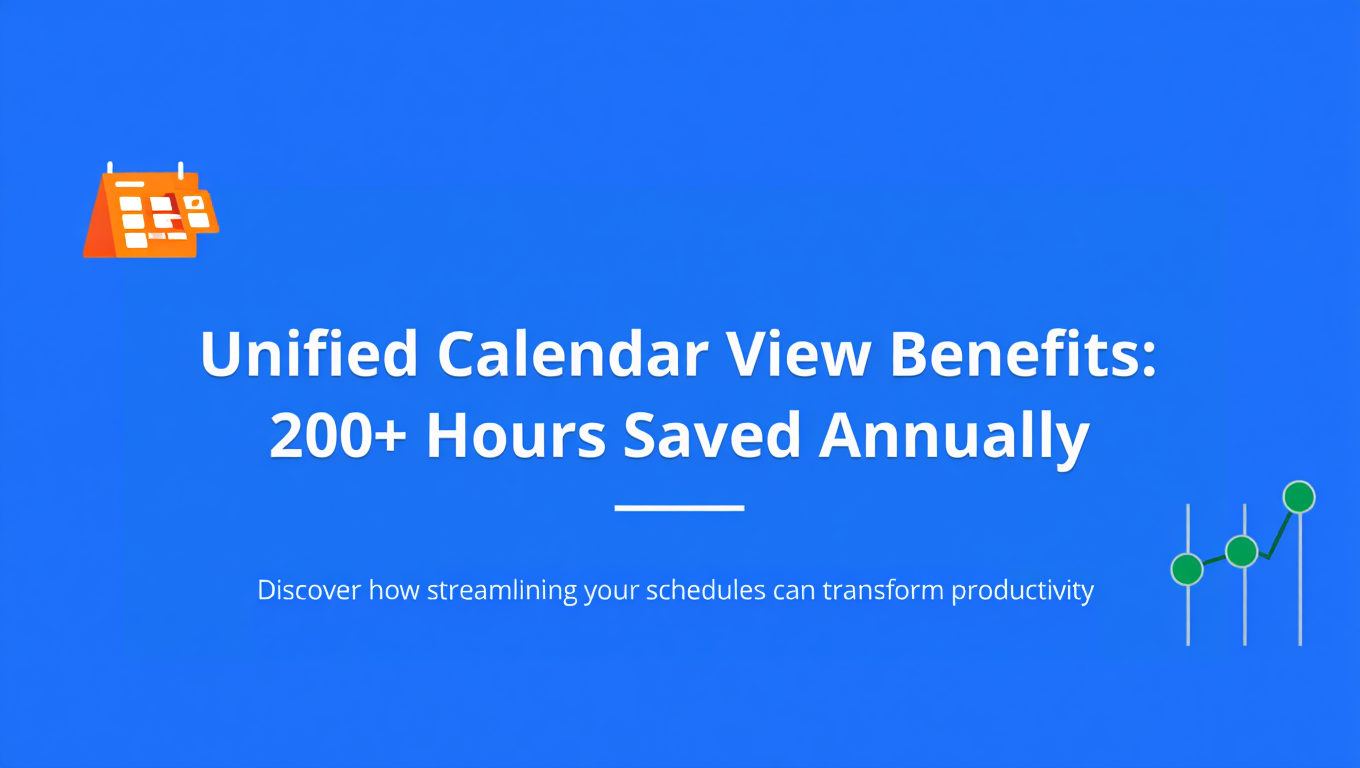 Unified Calendar View Benefits:
200+ Hours Saved Annually
Discover how streamlining your schedules can transform productivity